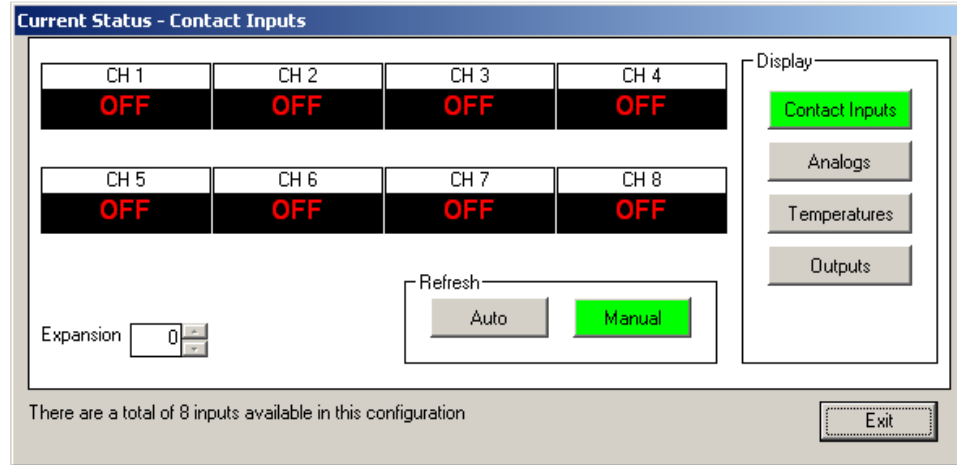 Current Status - Contact Inputs
CH 1 CH 2 CH 3 CH 4
OFF OFF OFF OFF
CH 5 CH 6 CH 7 CH 8
OFF OFF OFF OFF
Display
Contact Inputs
Analogs
Temperatures
Outputs
Refresh
Auto Manual
Expansion 0
There are a total of 8 inputs available in this configuration
Exit